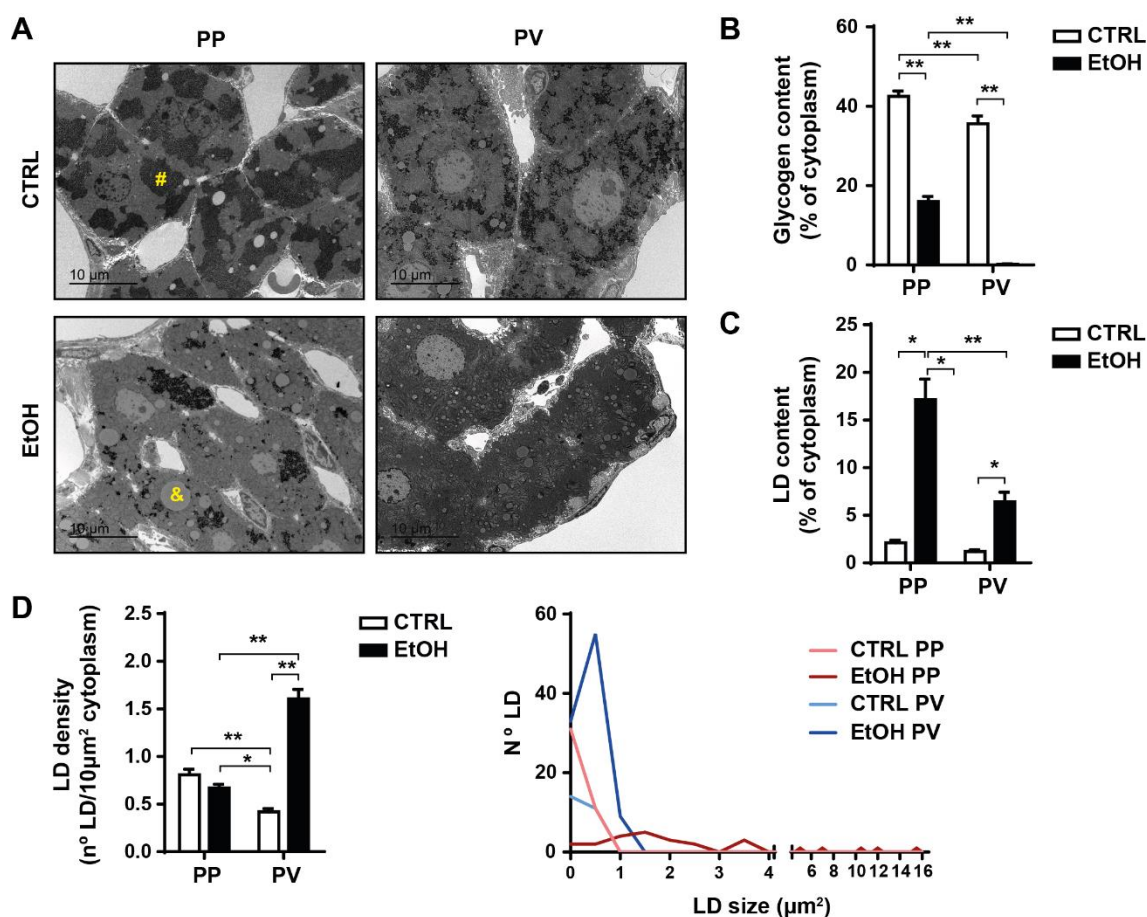 A
PP
PV
CTRL
#
10 µm
10 µm
EtOH
&
10 µm
10 µm
B
Glycogen content
(% of cytoplasm)
60
40
20
0
**
**
**
**
PP
PV
CTRL
EtOH
C
LD content
(% of cytoplasm)
25
20
15
10
5
0
*
**
*
*
PP
PV
CTRL
EtOH
D
LD density
(nº LD/10µm² cytoplasm)
2.5
2.0
1.5
1.0
0.5
0.0
**
**
**
*
PP
PV
CTRL
EtOH
Nº LD
60
40
20
0
0 1 2 3 4 6 8 10 12 14 16
LD size (µm²)
CTRL PP
EtOH PP
CTRL PV
EtOH PV